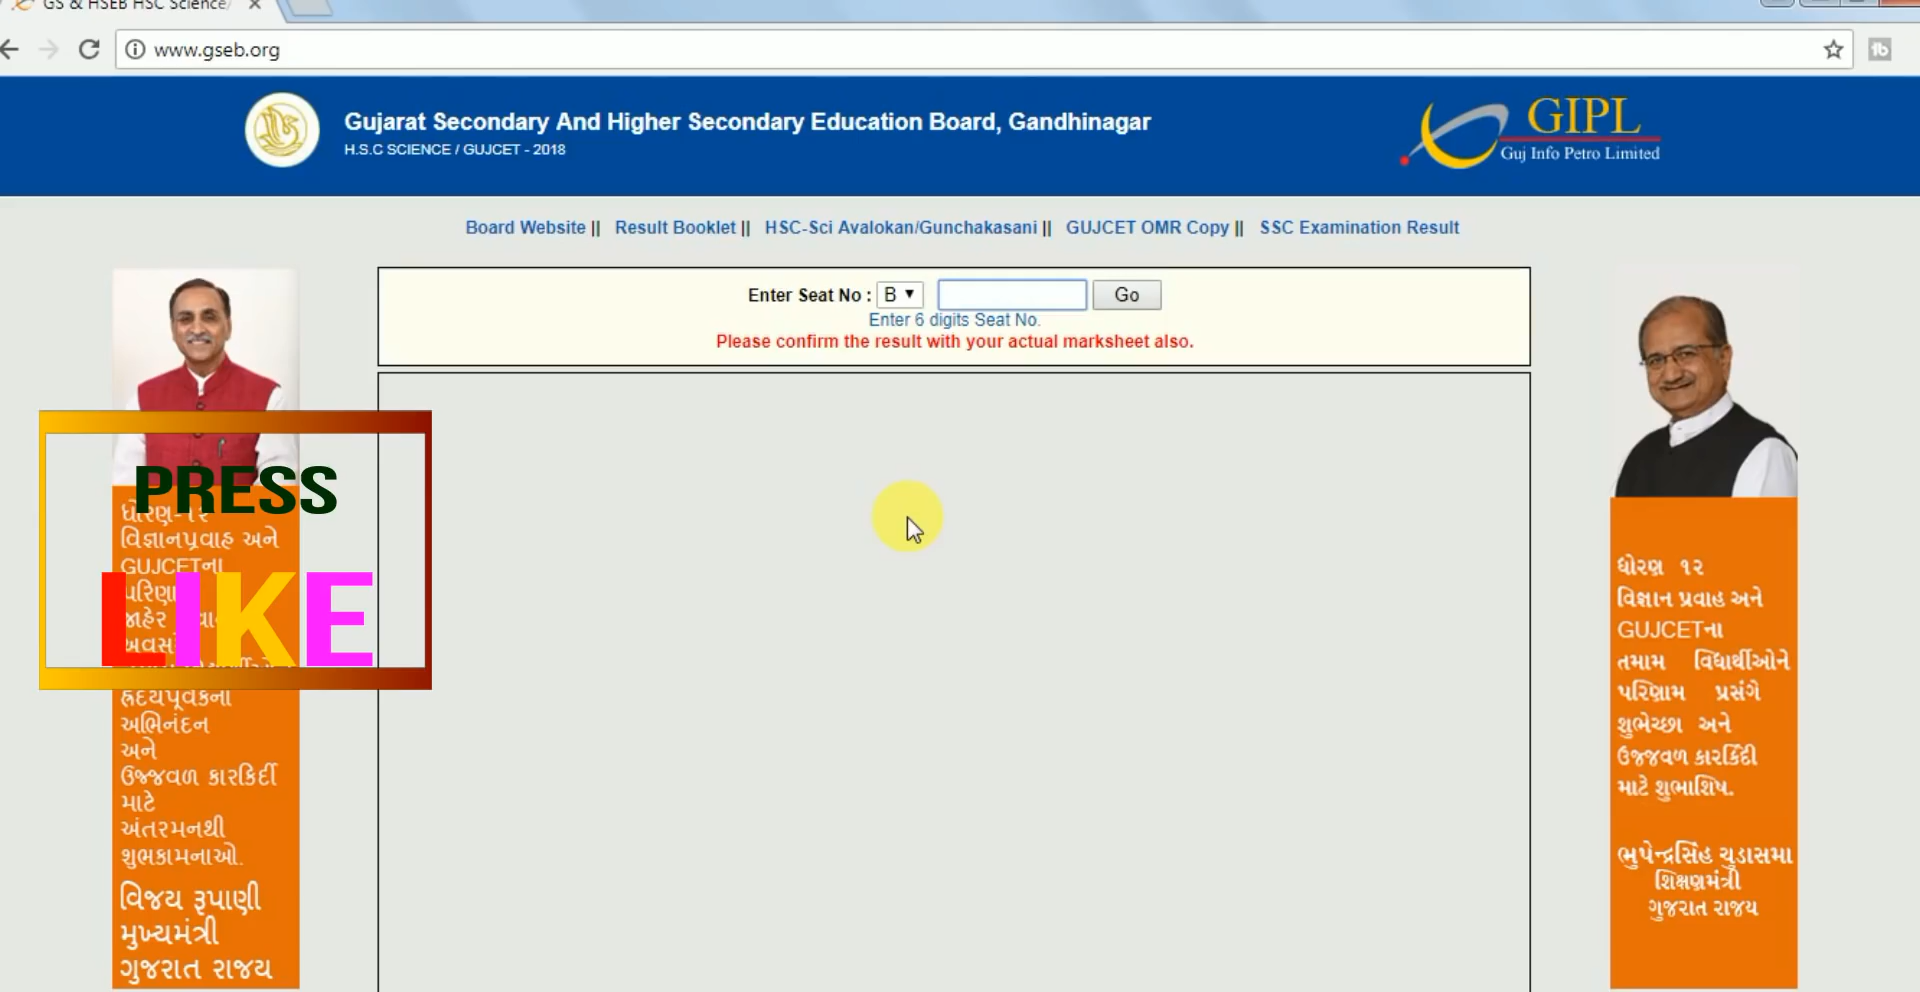 GS & HSEB HSC Science/
www.gseb.org
Gujarat Secondary And Higher Secondary Education Board, Gandhinagar
H.S.C SCIENCE / GUJCET - 2018
GIPL
Guj Info Petro Limited
Board Website || Result Booklet || HSC-Sci Avalokan/Gunchakasani || GUJCET OMR Copy || SSC Examination Result
Enter Seat No : B Go
Enter 6 digits Seat No.
Please confirm the result with your actual marksheet also.
PRESS
LIKE
ધોરણ-૧૨
વિજ્ઞાનપ્રવાહ અને
GUJCETના
જાહેર
હ્રદયપૂર્વકના
અભિનંદન
અને
ઉજ્જવળ કારકિર્દી
માટે
અંતરમનથી
શુભકામનાઓ.
વિજય રૂપાણી
મુખ્યમંત્રી
ગુજરાત રાજય
ધોરણ ૧૨
વિજ્ઞાન પ્રવાહ અને
GUJCETના
તમામ વિદ્યાર્થીઓને
પરિણામ પ્રસંગે
શુભેચ્છા અને
ઉજજવળ કારકિર્દી
માટે શુભાશિષ.
ભુપેન્દ્રસિંહ ચુડાસમા
શિક્ષણમંત્રી
ગુજરાત રાજય